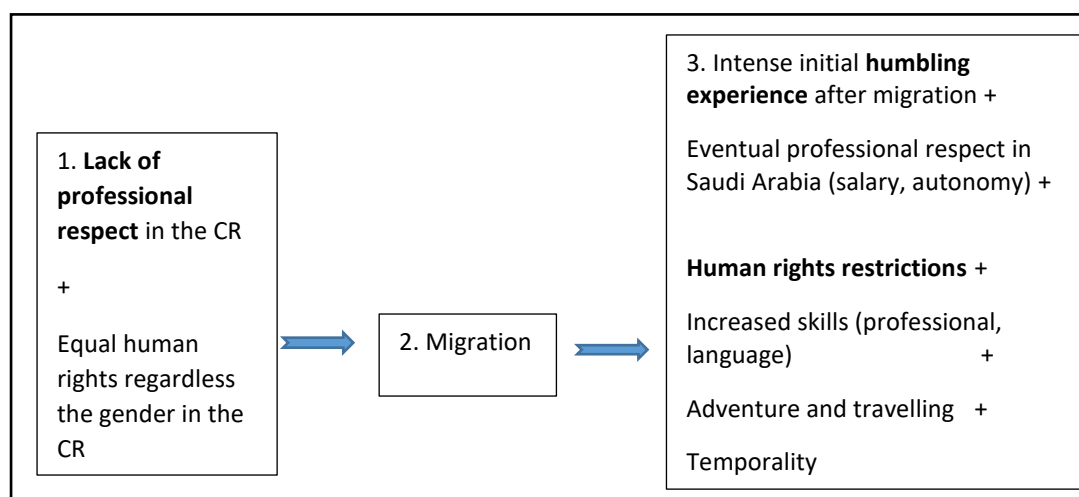 1. Lack of
professional
respect in the CR
+
Equal human
rights regardless
the gender in the
CR
2. Migration
3. Intense initial humbling
experience after migration +
Eventual professional respect in
Saudi Arabia (salary, autonomy) +
Human rights restrictions +
Increased skills (professional,
language) +
Adventure and travelling +
Temporality